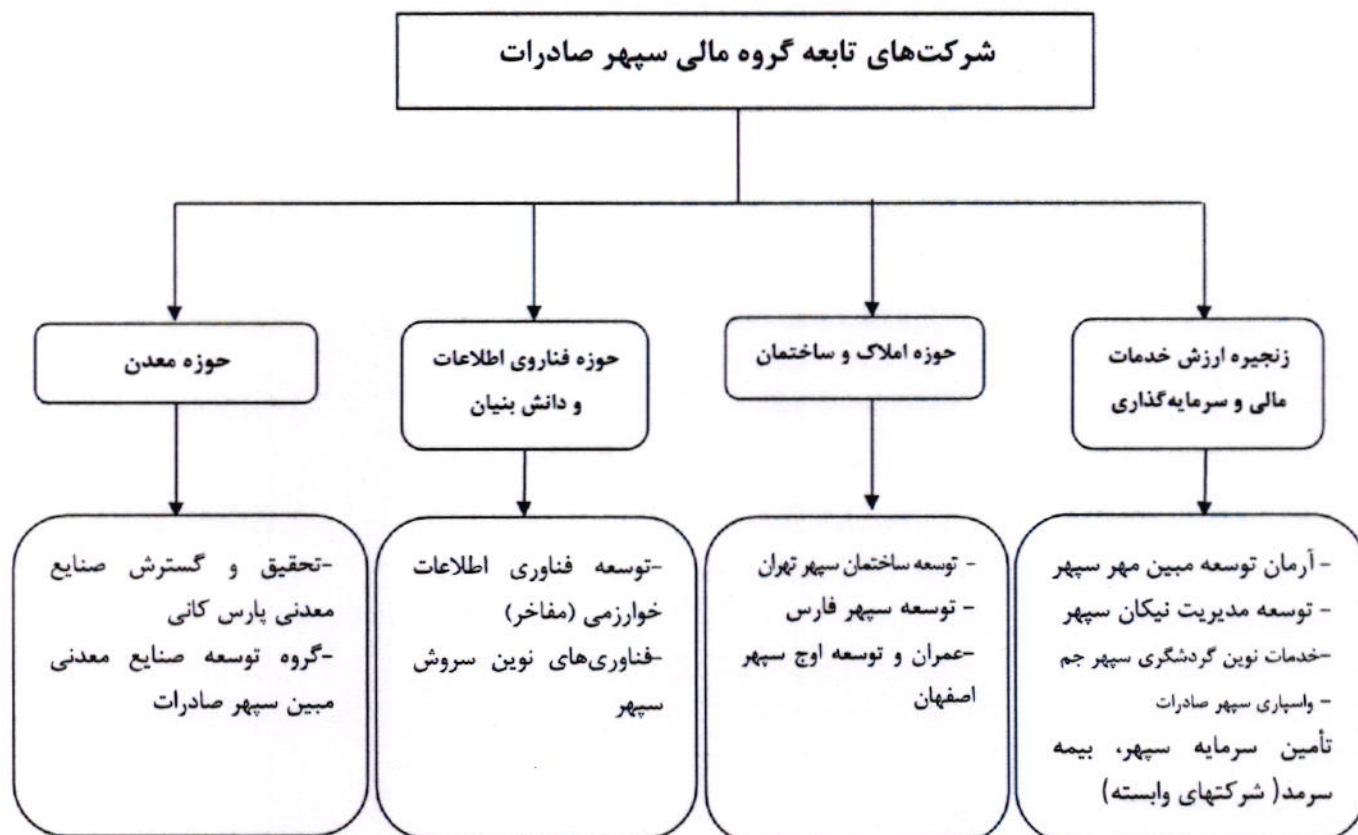 شرکت‌های تابعه گروه مالی سپهر صادرات
زنجیره ارزش خدمات
مالی و سرمایه‌گذاری
حوزه املاک و ساختمان
حوزه فناروی اطلاعات
و دانش بنیان
حوزه معدن
- آرمان توسعه مبین مهر سپهر
- توسعه مدیریت نیکان سپهر
-خدمات نوین گردشگری سپهر جم
- واسپاری سپهر صادرات
تأمین سرمایه سپهر، بیمه
سرمد( شرکتهای وابسته)
- توسعه ساختمان سپهر تهران
- توسعه سپهر فارس
-عمران و توسعه اوج سپهر
اصفهان
-توسعه فناوری اطلاعات
خوارزمی (مفاخر)
-فناوری‌های نوین سروش
سپهر
-تحقیق و گسترش صنایع
معدنی پارس کانی
-گروه توسعه صنایع معدنی
مبین سپهر صادرات